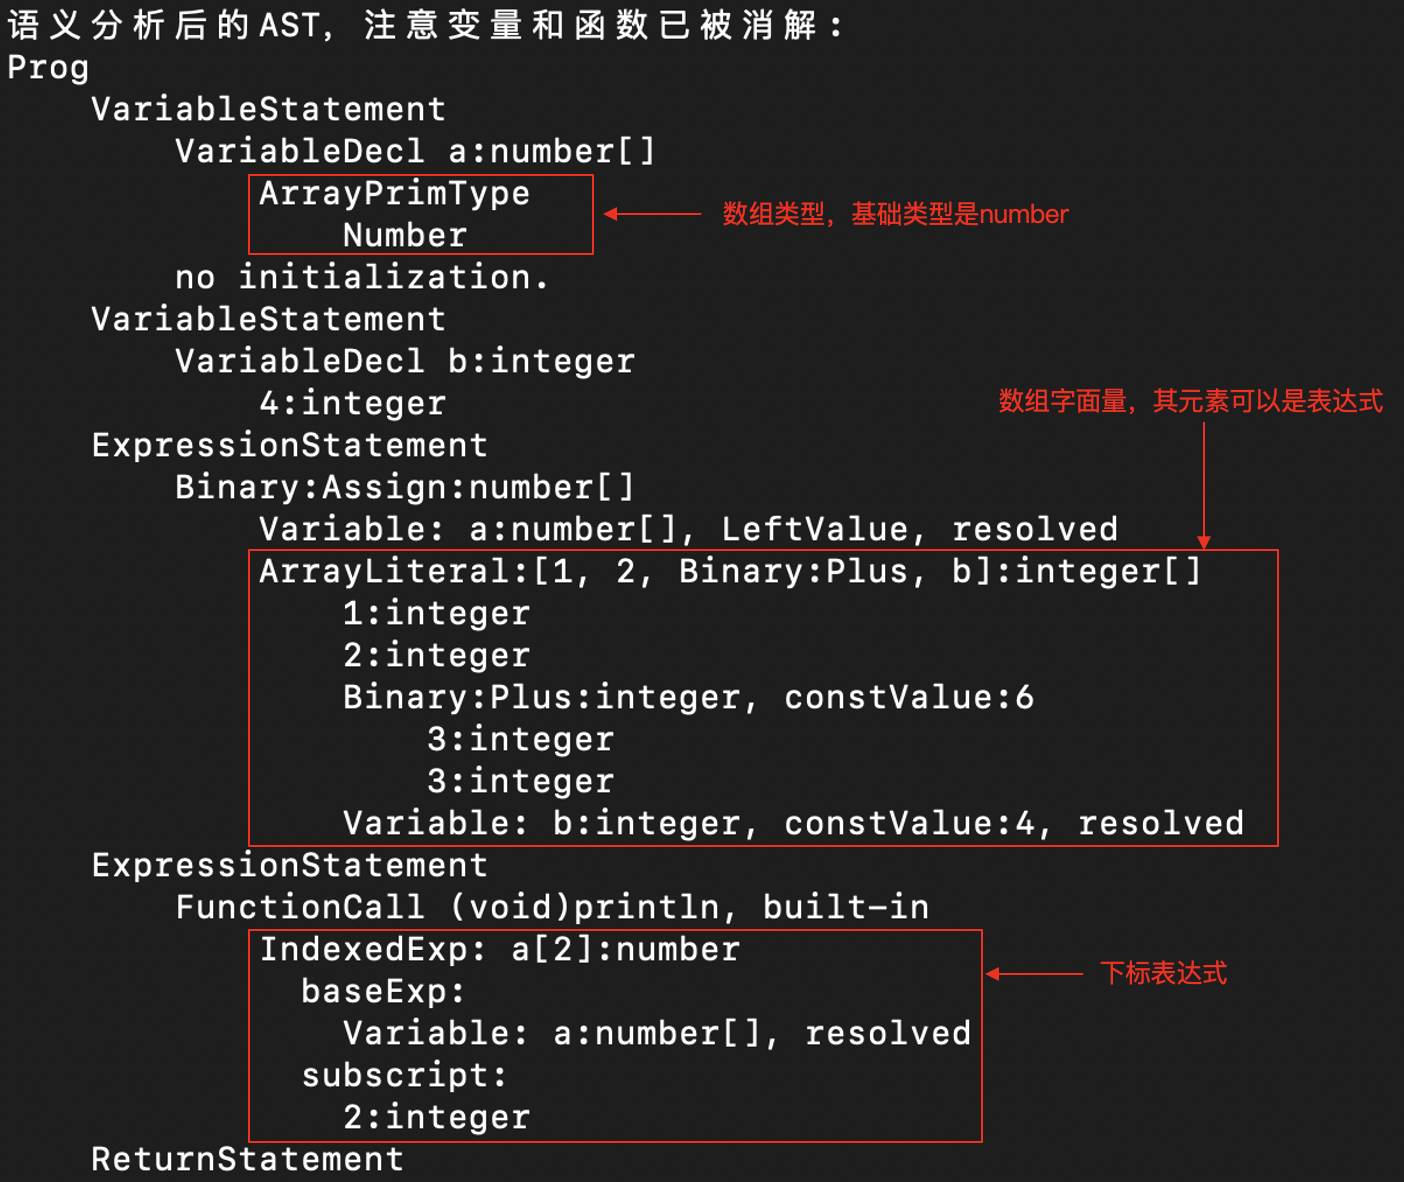 语义分析后的AST, 注意变量和函数已被消解:
Prog
VariableStatement
VariableDecl a:number[]
ArrayPrimType
数组类型，基础类型是number
Number
no initialization.
VariableStatement
VariableDecl b:integer
4:integer
数组字面量，其元素可以是表达式
ExpressionStatement
Binary:Assign:number[]
Variable: a:number[], LeftValue, resolved
ArrayLiteral:[1, 2, Binary:Plus, b]:integer[]
1:integer
2:integer
Binary:Plus:integer, constValue:6
3:integer
3:integer
Variable: b:integer, constValue:4, resolved
ExpressionStatement
FunctionCall (void)println, built-in
IndexedExp: a[2]:number
下标表达式
baseExp:
Variable: a:number[], resolved
subscript:
2:integer
ReturnStatement